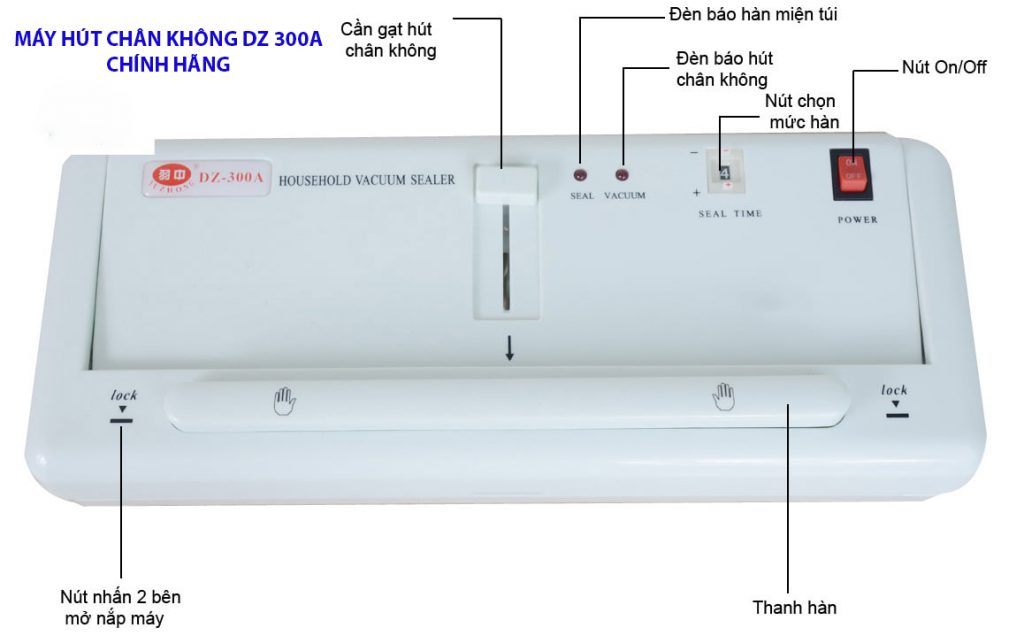 MÁY HÚT CHÂN KHÔNG DZ 300A
CHÍNH HÃNG
Cần gạt hút
chân không
Đèn báo hàn miện túi
Đèn báo hút
chân không
Nút chọn
mức hàn
Nút On/Off
羽中
YUZHONG
®
DZ-300A
HOUSEHOLD VACUUM SEALER
SEAL VACUUM
−
4
+
+
SEAL TIME
ON
OFF
POWER
lock
lock
Nút nhấn 2 bên
mở nắp máy
Thanh hàn